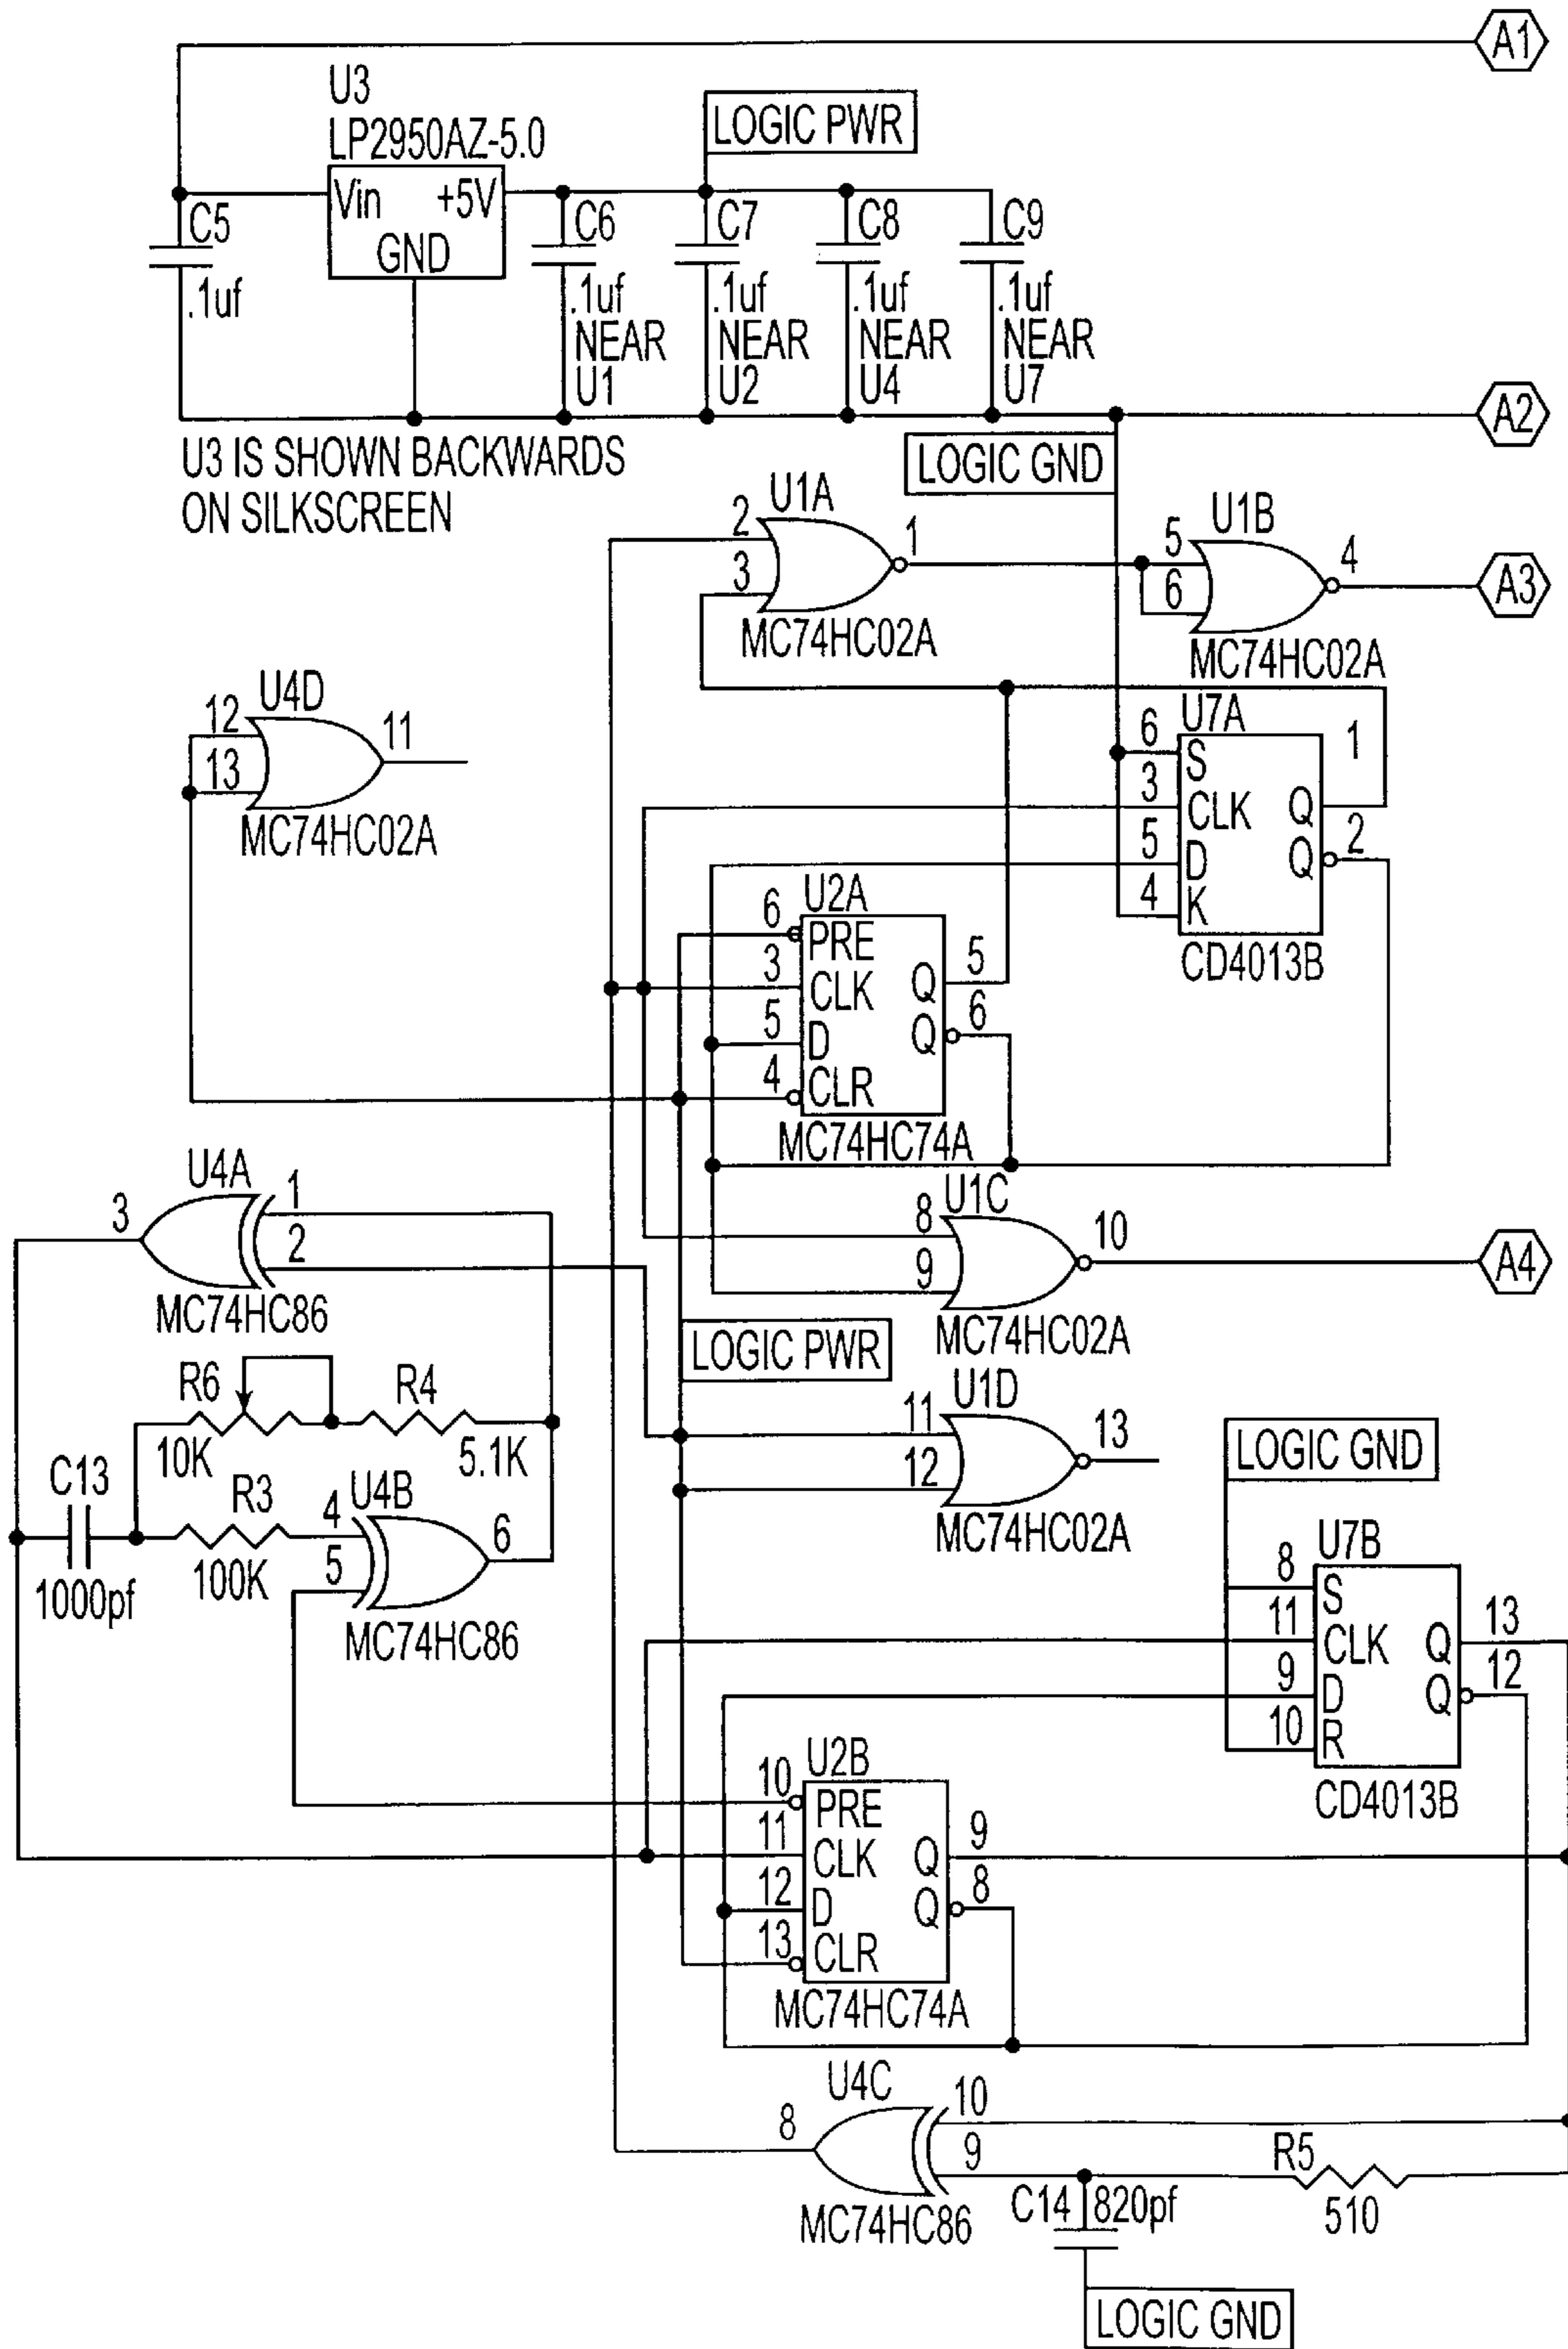 A1
U3
LP2950AZ-5.0
LOGIC PWR
Vin +5V
GND
C5
.1uf
C6
.1uf
NEAR
U1
C7
.1uf
NEAR
U2
C8
.1uf
NEAR
U4
C9
.1uf
NEAR
U7
A2
U3 IS SHOWN BACKWARDS
ON SILKSCREEN
LOGIC GND
U1A
2
3
1
MC74HC02A
U1B
5
6
4
MC74HC02A
A3
U4D
12
13
11
MC74HC02A
U7A
6 S
3 CLK
5 D
4 K
Q 1
Q 2
CD4013B
U2A
6 PRE
3 CLK
5 D
4 CLR
Q 5
Q 6
MC74HC74A
U4A
3
1
2
MC74HC86
U1C
8
9
10
MC74HC02A
A4
LOGIC PWR
R6
10K
R4
5.1K
U1D
11
12
13
MC74HC02A
C13
1000pf
R3
100K
U4B
4
5
6
MC74HC86
LOGIC GND
U7B
8 S
11 CLK
9 D
10 R
Q 13
Q 12
CD4013B
U2B
10 PRE
11 CLK
12 D
13 CLR
Q 9
Q 8
MC74HC74A
U4C
8
10
9
MC74HC86
R5
510
C14 820pf
LOGIC GND